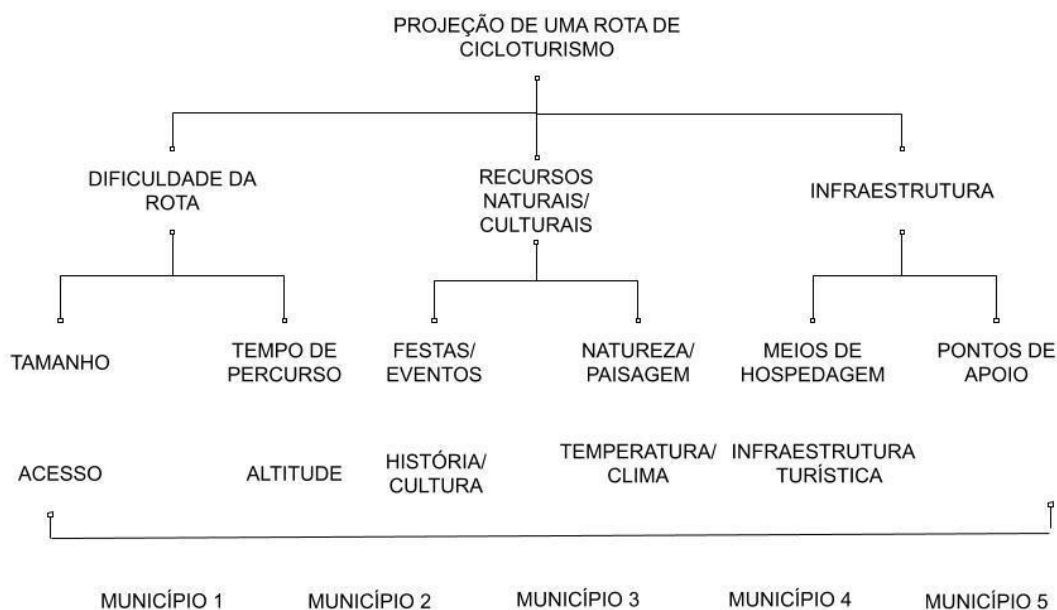 PROJEÇÃO DE UMA ROTA DE
CICLOTURISMO
DIFICULDADE DA
ROTA
RECURSOS
NATURAIS/
CULTURAIS
INFRAESTRUTURA
TAMANHO
TEMPO DE
PERCURSO
FESTAS/
EVENTOS
NATUREZA/
PAISAGEM
MEIOS DE
HOSPEDAGEM
PONTOS DE
APOIO
ACESSO
ALTITUDE
HISTÓRIA/
CULTURA
TEMPERATURA/
CLIMA
INFRAESTRUTURA
TURÍSTICA
MUNICÍPIO 1
MUNICÍPIO 2
MUNICÍPIO 3
MUNICÍPIO 4
MUNICÍPIO 5